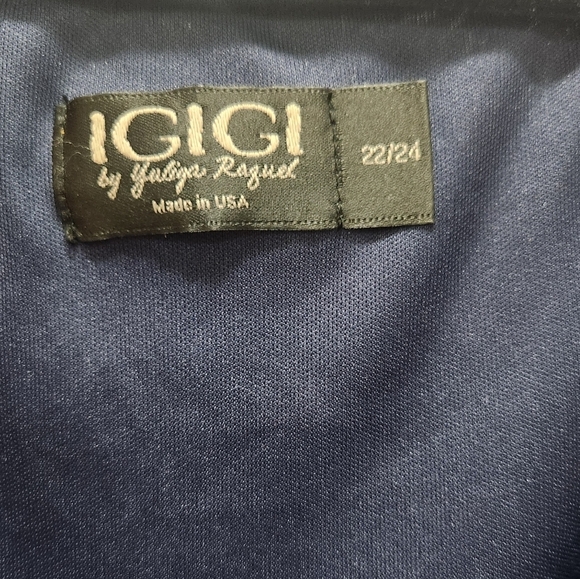 IGIGI
by Yuliya Raquel
Made in USA
22/24